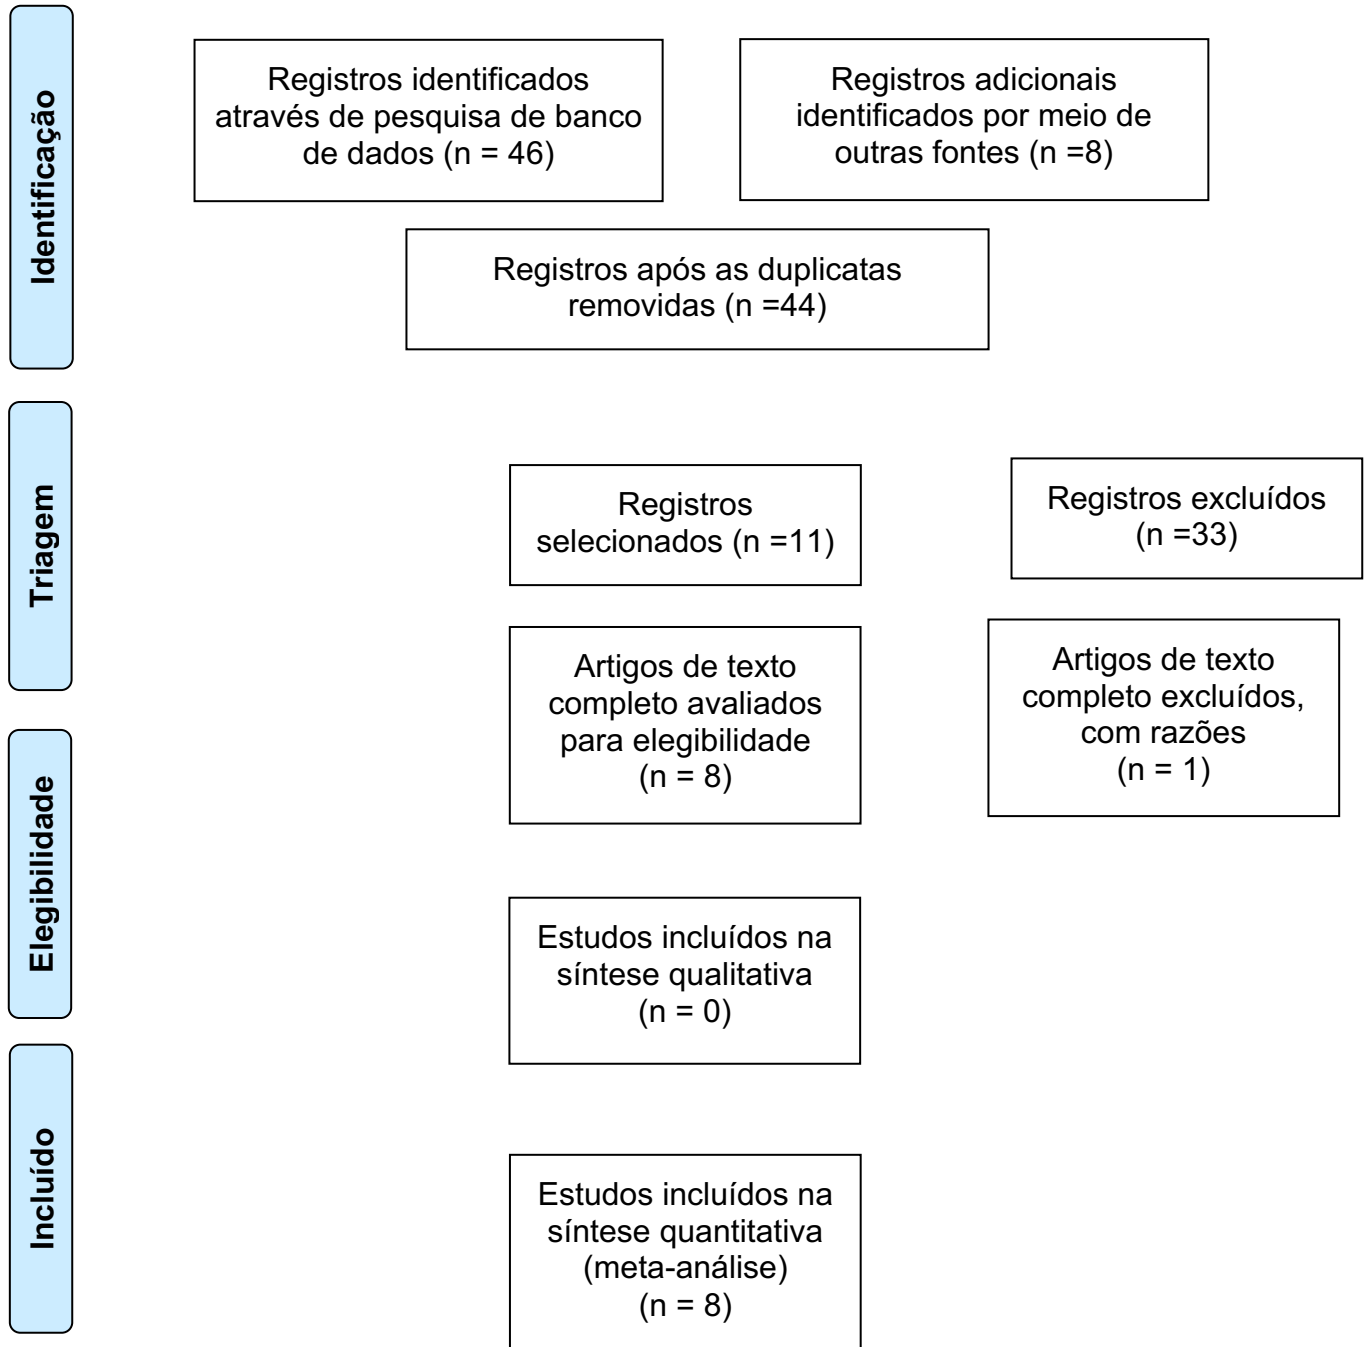 Identificação
Registros identificados
através de pesquisa de banco
de dados (n = 46)
Registros adicionais
identificados por meio de
outras fontes (n =8)
Registros após as duplicatas
removidas (n =44)
Triagem
Registros
selecionados (n =11)
Registros excluídos
(n =33)
Artigos de texto
completo avaliados
para elegibilidade
(n = 8)
Artigos de texto
completo excluídos,
com razões
(n = 1)
Elegibilidade
Estudos incluídos na
síntese qualitativa
(n = 0)
Incluído
Estudos incluídos na
síntese quantitativa
(meta-análise)
(n = 8)